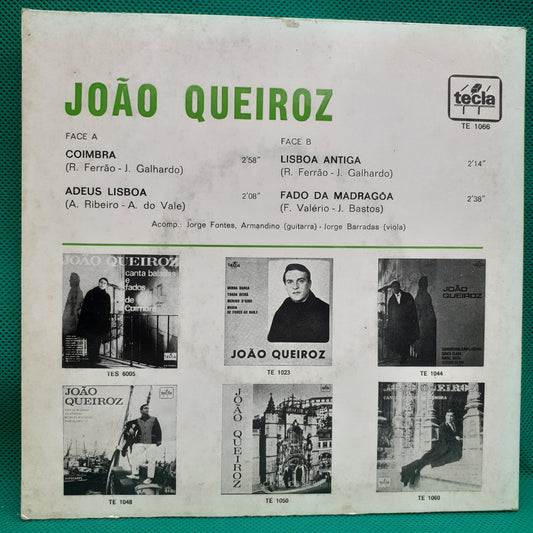 JOÃO QUEIROZ
tecla
TE 1066
FACE A
COIMBRA 2'58"
(R. Ferrão - J. Galhardo)
ADEUS LISBOA 2'08"
(A. Ribeiro - A. do Vale)
FACE B
LISBOA ANTIGA 2'14"
(R. Ferrão - J. Galhardo)
FADO DA MADRAGÔA 2'38"
(F. Valério - J. Bastos)
Acomp.: Jorge Fontes, Armandino (guitarra) - Jorge Barradas (viola)
JOÃO QUEIROZ
canta baladas
e
fados
de
Coimbra
TES 6005
JOÃO QUEIROZ
TE 1023
JOÃO
QUEIROZ
TE 1044
JOÃO
QUEIROZ
TE 1048
JOÃO QUEIROZ
TE 1050
JOÃO QUEIROZ
TE 1060